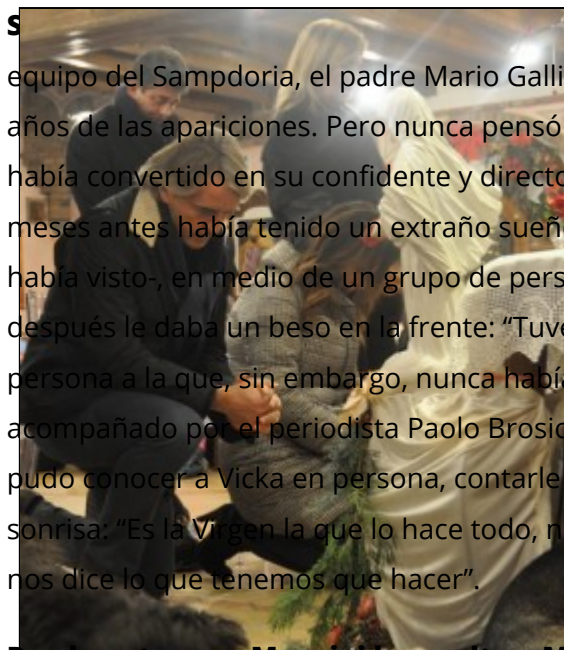 equipo del Sampdoria, el padre Mario Galli
años de las apariciones. Pero nunca pensó
había convertido en su confidente y directo
meses antes había tenido un extraño sueñ
había visto-, en medio de un grupo de pers
después le daba un beso en la frente: “Tuve
persona a la que, sin embargo, nunca había
acompañado por el periodista Paolo Brosio
pudo conocer a Vicka en persona, contarle
sonrisa: “Es la Virgen la que lo hace todo, n
nos dice lo que tenemos que hacer”.